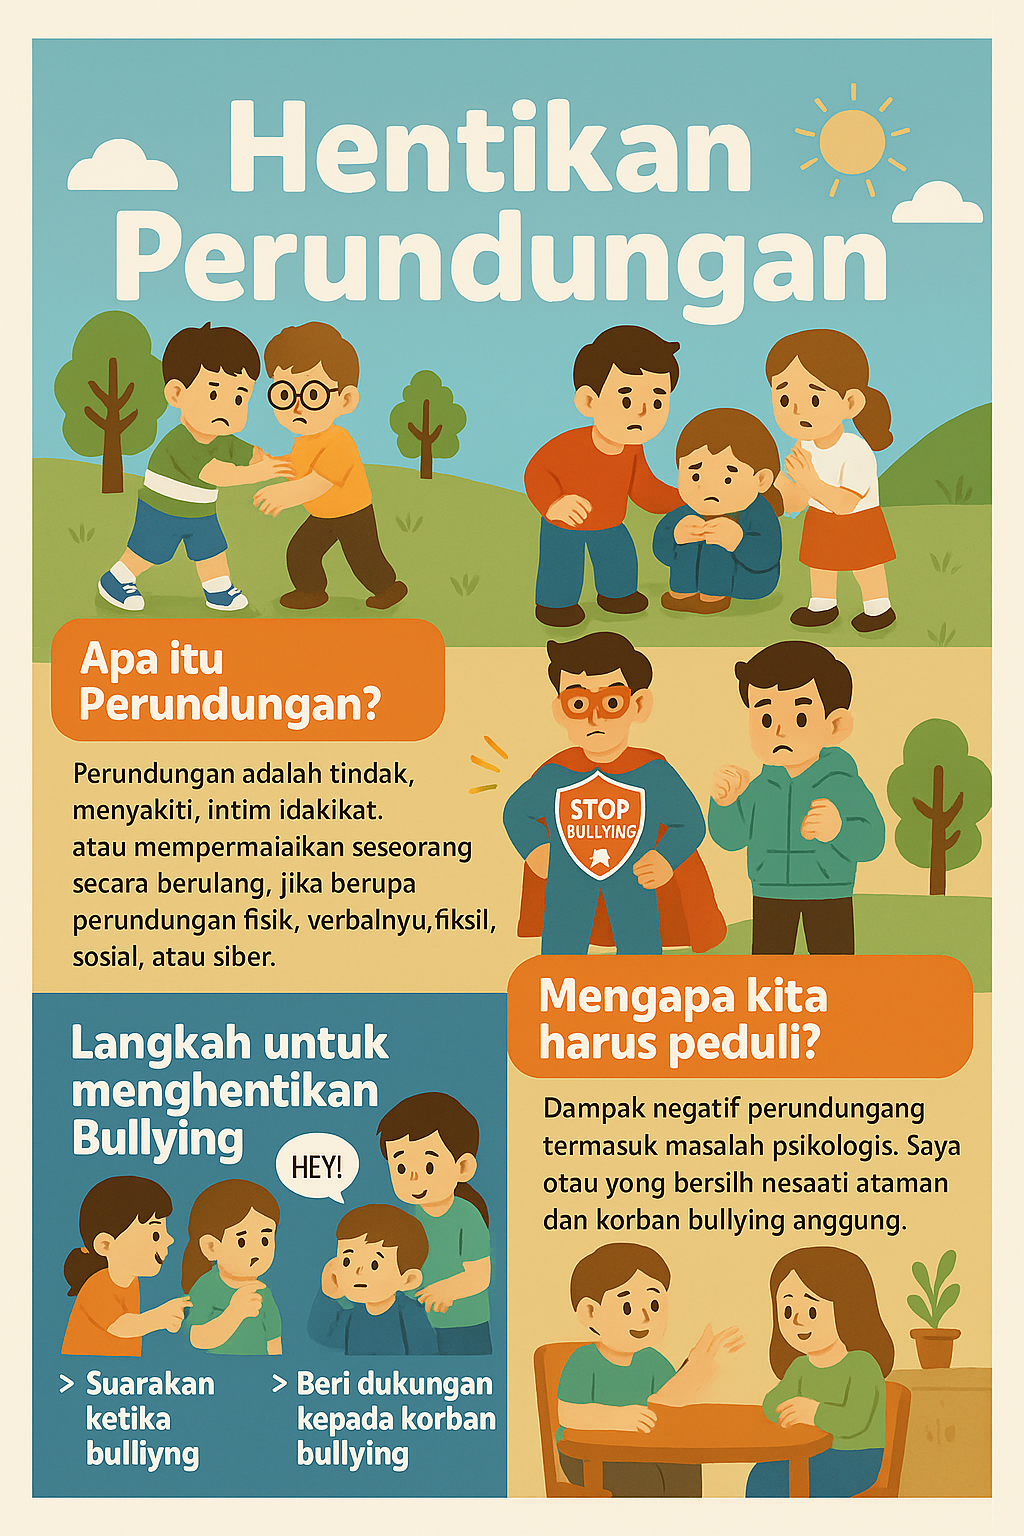 Hentikan
Perundungan
Apa itu
Perundungan?
Perundungan adalah tindak,
menyakiti, intim idakikat.
atau mempermaiaikan seseorang
secara berulang, jika berupa
perundungan fisik, verbalnyu,fiksil,
sosial, atau siber.
STOP
BULLYING
Mengapa kita
harus peduli?
Dampak negatif perundungang
termasuk masalah psikologis. Saya
otau yong bersilh nesaati ataman
dan korban bullying anggung.
Langkah untuk
menghentikan
Bullying
HEY!
> Suarakan
ketika
bulliyng
> Beri dukungan
kepada korban
bullying